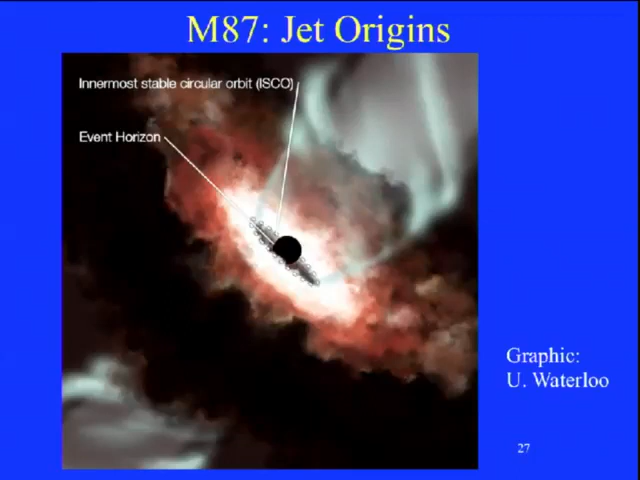 M87: Jet Origins
Innermost stable circular orbit (ISCO)
Event Horizon
Graphic:
U. Waterloo
27